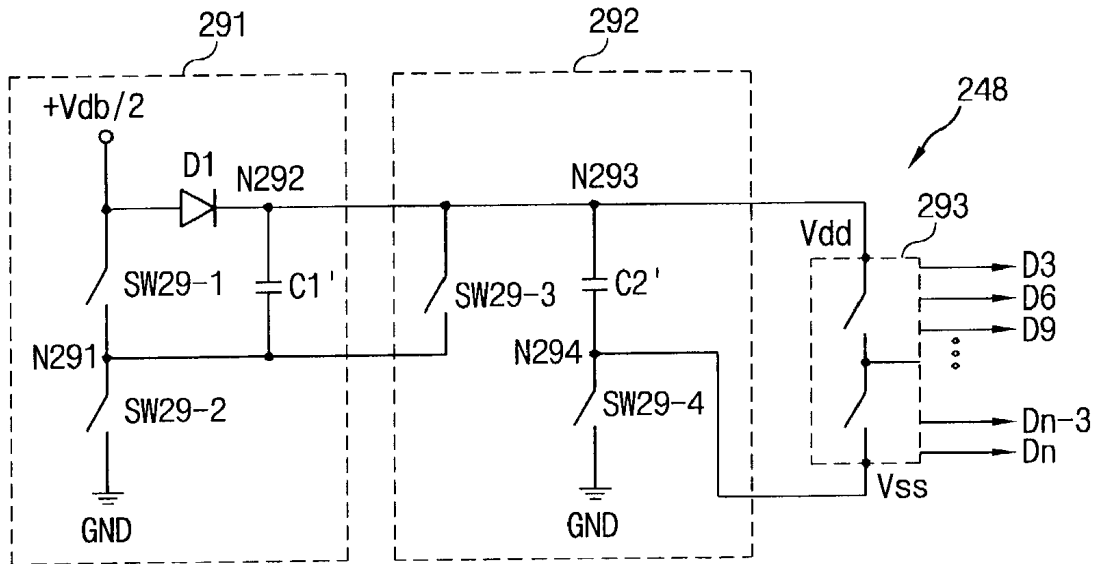 291
292
248
+Vdb/2
D1
N292
N293
293
Vdd
D3
SW29-1
C1'
SW29-3
C2'
D6
D9
N291
N294
SW29-2
SW29-4
Dn-3
Dn
Vss
GND
GND